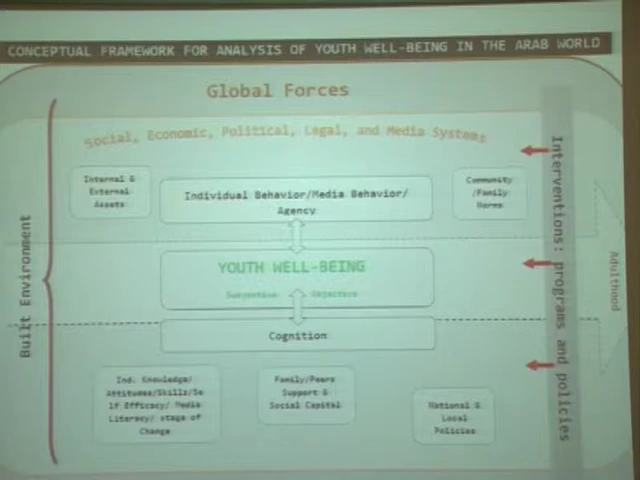 CONCEPTUAL FRAMEWORK FOR ANALYSIS OF YOUTH WELL-BEING IN THE ARAB WORLD
Global Forces
Social, Economic, Political, Legal, and Media Systems
Internal &
External
Assets
Individual Behavior/Media Behavior/
Agency
Community
/Family
Norms
YOUTH WELL-BEING
Subjective Objective
Cognition
Ind. Knowledge/
Attitudes/Skills/Se
lf Efficacy/ Media
Literacy/ stage of
Change
Family/Peers
Support &
Social Capital
National &
Local
Policies
Built Environment
Interventions: programs and policies
Adulthood